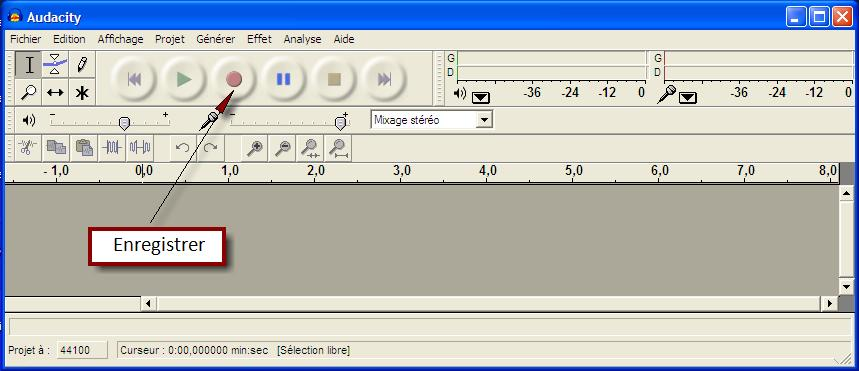 Audacity
Fichier Edition Affichage Projet Générer Effet Analyse Aide
G
D
-36 -24 -12 0
G
D
-36 -24 -12 0
- + - + Mixage stéréo
- 1,0 0,0 1,0 2,0 3,0 4,0 5,0 6,0 7,0 8,0
Enregistrer
Projet à : 44100 Curseur : 0:00,000000 min:sec [Sélection libre]